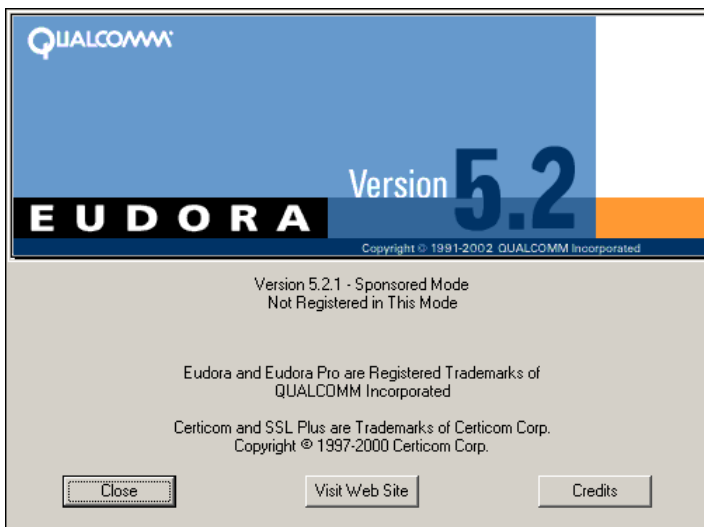 QUALCOMM
Version 5.2
EUDORA
Copyright © 1991-2002 QUALCOMM Incorporated
Version 5.2.1 - Sponsored Mode
Not Registered in This Mode
Eudora and Eudora Pro are Registered Trademarks of
QUALCOMM Incorporated
Certicom and SSL Plus are Trademarks of Certicom Corp.
Copyright © 1997-2000 Certicom Corp.
Close Visit Web Site Credits